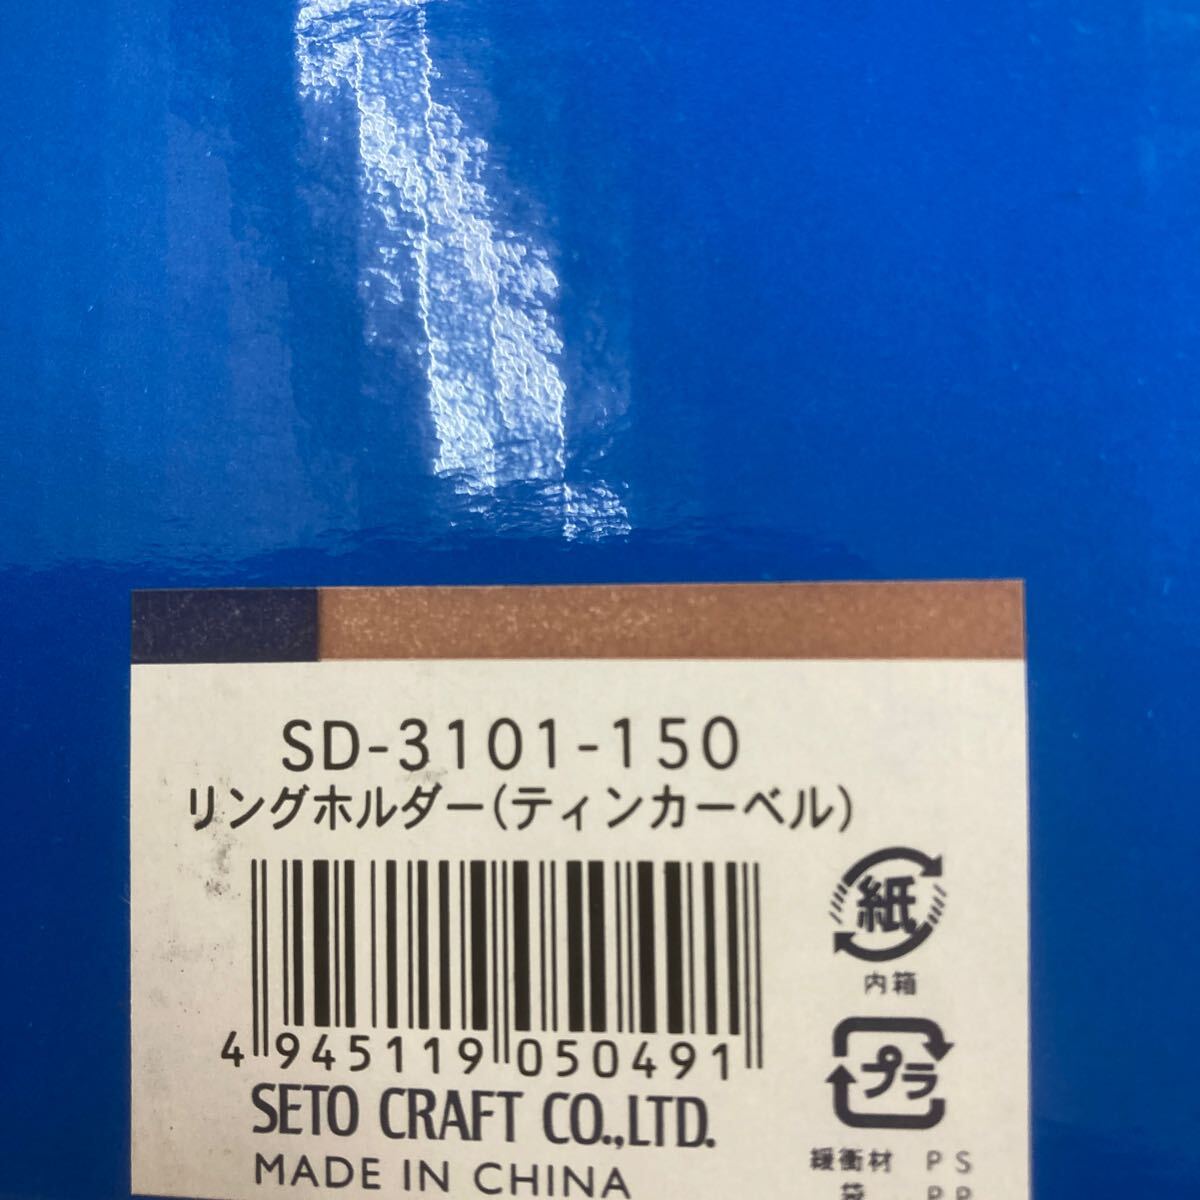 SD-3101-150
リングホルダー(ティンカーベル)
4 945119 050491
SETO CRAFT CO.,LTD.
MADE IN CHINA
紙
内箱
プラ
緩衝材 PS
袋 PP